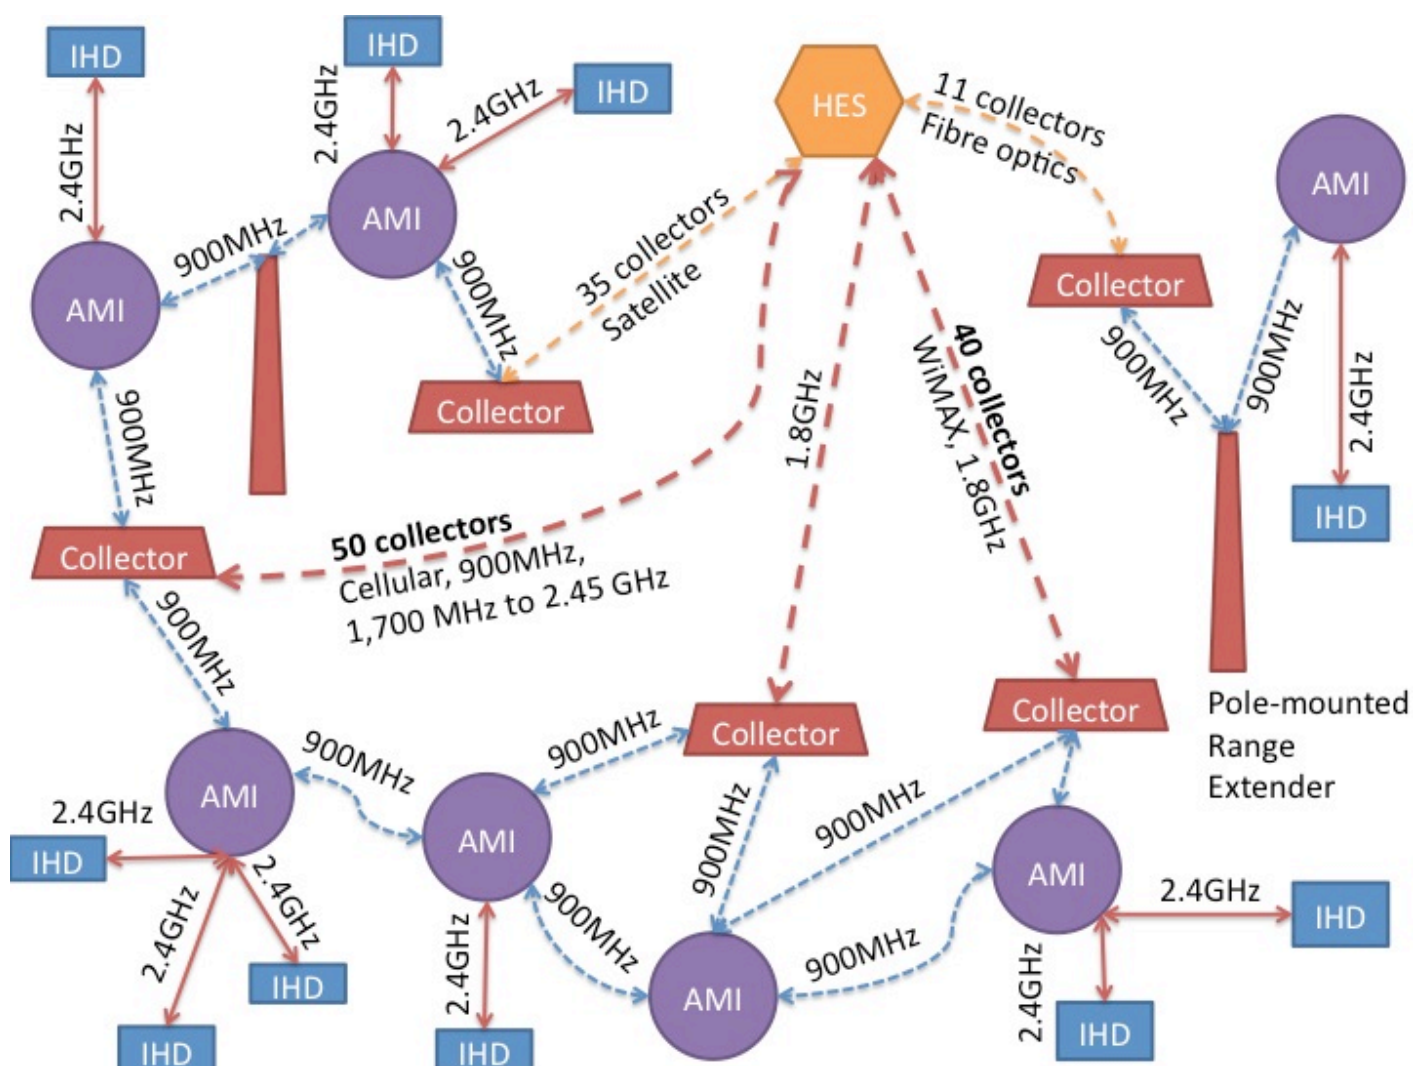 IHD
2.4GHz
AMI
IHD
2.4GHz
2.4GHz
IHD
AMI
900MHz
900MHz
HES
11 collectors
Fibre optics
35 collectors
Satellite
Collector
AMI
900MHz
900MHz
2.4GHz
IHD
Collector
900MHz
Collector
50 collectors
Cellular, 900MHz,
1,700 MHz to 2.45 GHz
1.8GHz
40 collectors
WiMAX, 1.8GHz
Pole-mounted
Range
Extender
900MHz
AMI
2.4GHz
IHD
2.4GHz
IHD
2.4GHz
IHD
900MHz
AMI
2.4GHz
IHD
900MHz
Collector
900MHz
900MHz
AMI
900MHz
Collector
900MHz
AMI
2.4GHz
IHD
2.4GHz
IHD